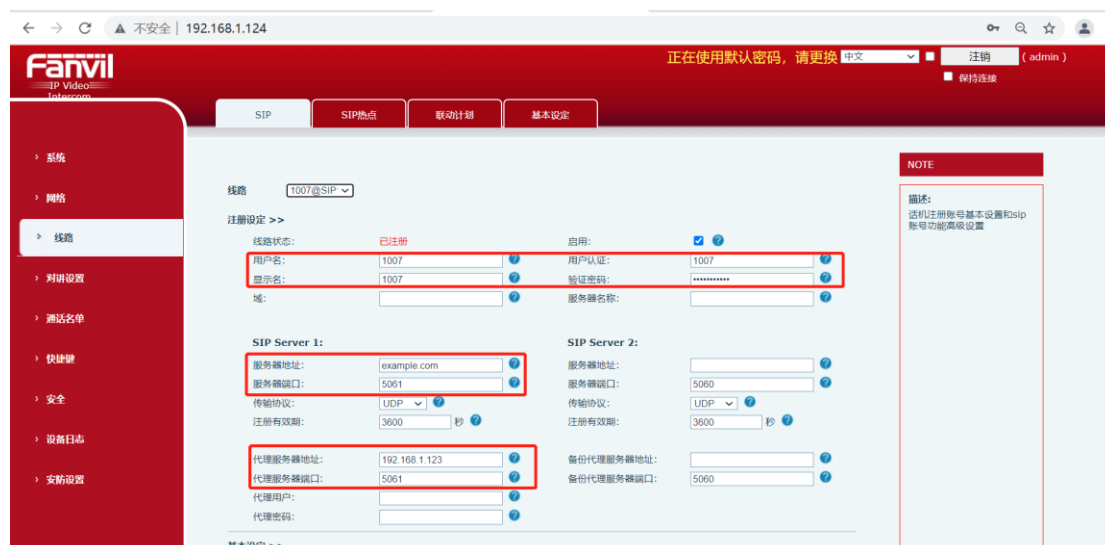 不安全 192.168.1.124
Fanvil
IP Video
Intercom
正在使用默认密码，请更换 中文 注销 ( admin )
保持连接
SIP SIP热点 联动计划 基本设定
系统
网络
线路
对讲设置
通话名单
快捷键
安全
设备日志
安防设置
线路 1007@SIP
注册设定 >>
线路状态: 已注册 启用:
用户名: 1007 用户认证: 1007
显示名: 1007 验证密码: •••••••••••
域: 服务器名称:
SIP Server 1: SIP Server 2:
服务器地址: example.com 服务器地址:
服务器端口: 5061 服务器端口: 5060
传输协议: UDP 传输协议: UDP
注册有效期: 3600 秒 注册有效期: 3600 秒
代理服务器地址: 192.168.1.123 备份代理服务器地址:
代理服务器端口: 5061 备份代理服务器端口: 5060
代理用户:
代理密码:
NOTE
描述:
话机注册账号基本设置和sip
账号功能高级设置